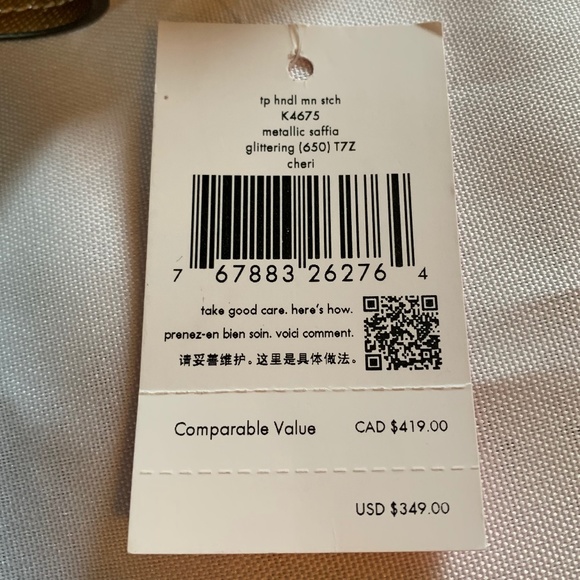 tp hndl mn stch
K4675
metallic saffia
glittering (650) T7Z
cheri
7 67883 26276 4
take good care. here's how.
prenez-en bien soin. voici comment.
请妥善维护。这里是具体做法。
Comparable Value CAD $419.00
USD $349.00